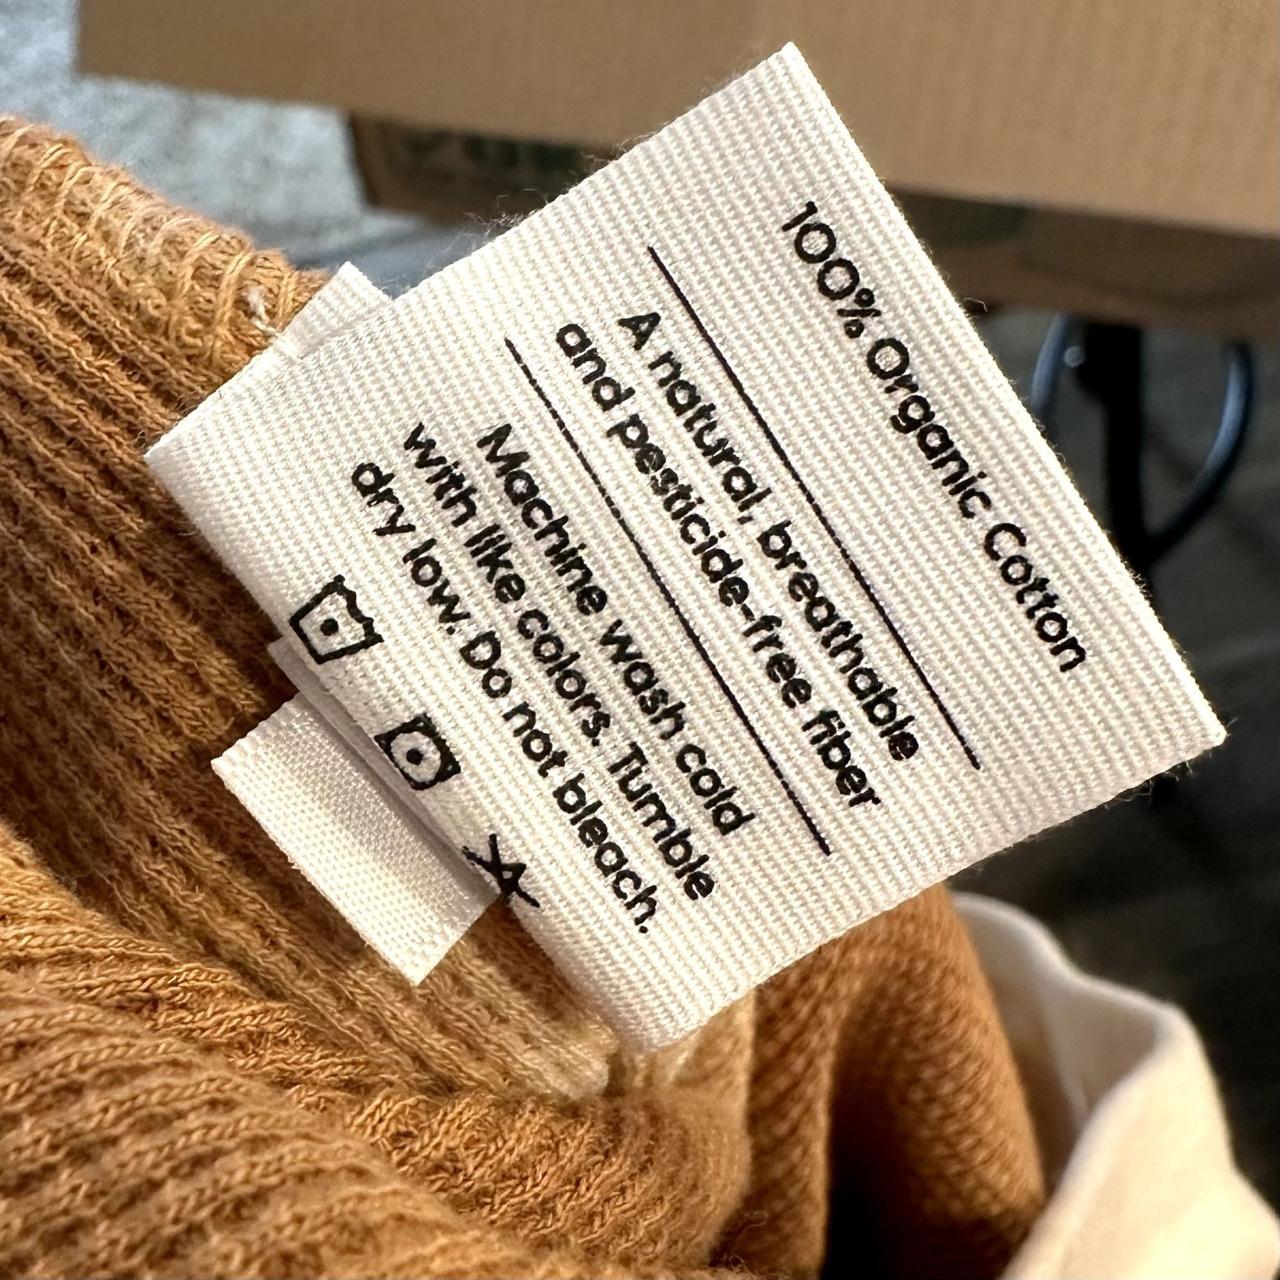 100% Organic Cotton
A natural, breathable
and pesticide-free fiber
Machine wash cold
with like colors. Tumble
dry low. Do not bleach.